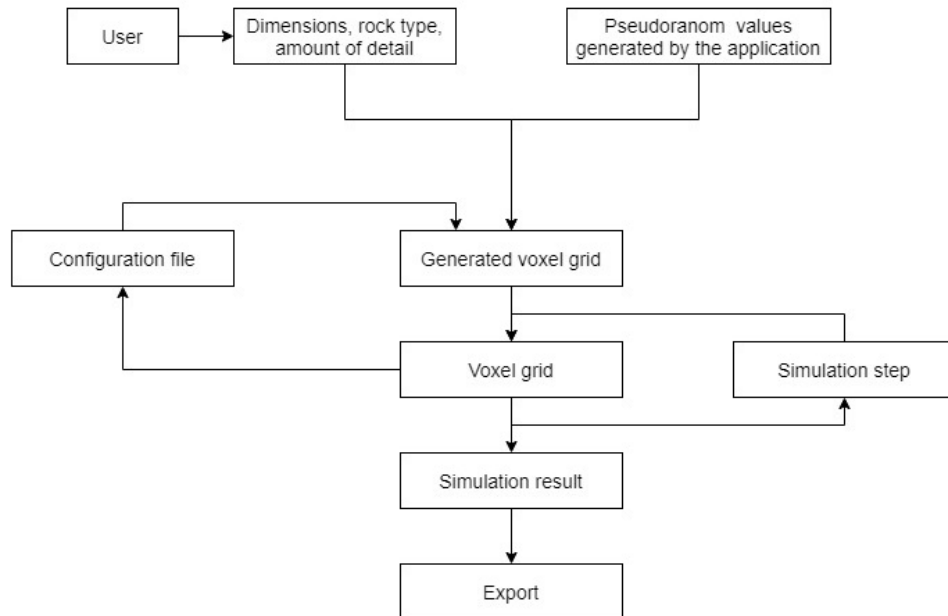 User
Dimensions, rock type,
amount of detail
Pseudoranom values
generated by the application
Configuration file
Generated voxel grid
Voxel grid
Simulation step
Simulation result
Export